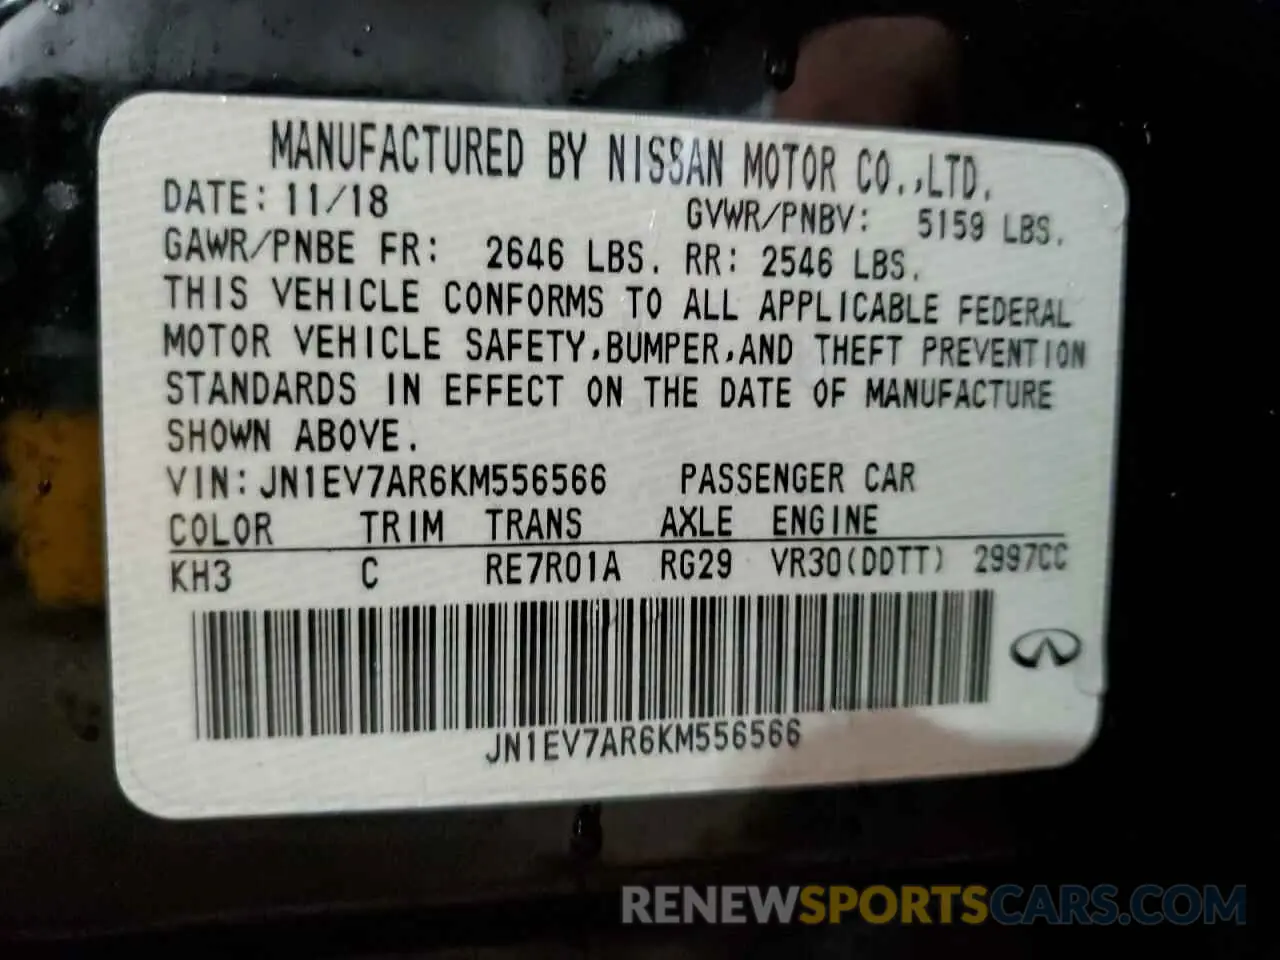 MANUFACTURED BY NISSAN MOTOR CO.,LTD.
DATE: 11/18 GVWR/PNBV: 5159 LBS.
GAWR/PNBE FR: 2646 LBS. RR: 2546 LBS.
THIS VEHICLE CONFORMS TO ALL APPLICABLE FEDERAL
MOTOR VEHICLE SAFETY,BUMPER,AND THEFT PREVENTION
STANDARDS IN EFFECT ON THE DATE OF MANUFACTURE
SHOWN ABOVE.
VIN: JN1EV7AR6KM556566 PASSENGER CAR
COLOR TRIM TRANS AXLE ENGINE
KH3 C RE7R01A RG29 VR30(DDTT) 2997CC
JN1EV7AR6KM556566
RENEWSPORTSCARS.COM